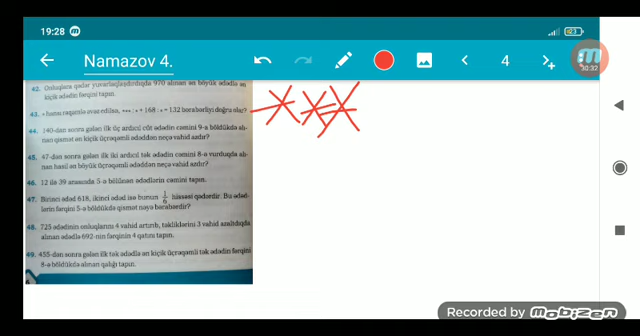 19:28
Namazov 4.
4
00:32
42. Onluqlara qədər yuvarlaqlaşdırdıqda 970 alınan ən böyük ədədlə ən
kiçik ədədin fərqini tapın.
43. * hansı rəqəmlə əvəz edilsə, *** : * + 168 : * = 132 bərabərliyi doğru olar?
44. 140-dan sonra gələn ilk üç ardıcıl cüt ədədin cəmini 9-a böldükdə alı-
nan qismət ən kiçik üçrəqəmli ədəddən neçə vahid azdır?
45. 47-dən sonra gələn ilk iki ardıcıl tək ədədin cəmini 8-ə vurduqda alı-
nan hasil ən böyük üçrəqəmli ədəddən neçə vahid azdır?
46. 12 ilə 39 arasında 5-ə bölünən ədədlərin cəmini tapın.
47. Birinci ədəd 618, ikinci ədəd isə bunun 1/6 hissəsi qədərdir. Bu ədəd-
lərin fərqini 5-ə böldükdə qismət nəyə bərabərdir?
48. 725 ədədinin onluqlarını 4 vahid artırıb, təkliklərini 3 vahid azaltdıqda
alınan ədədlə 692-nin fərqinin 4 qatını tapın.
49. 455-dən sonra gələn ilk tək ədədlə ən kiçik üçrəqəmli tək ədədin fərqini
8-ə böldükdə alınan qalığı tapın.
Recorded by mobizen